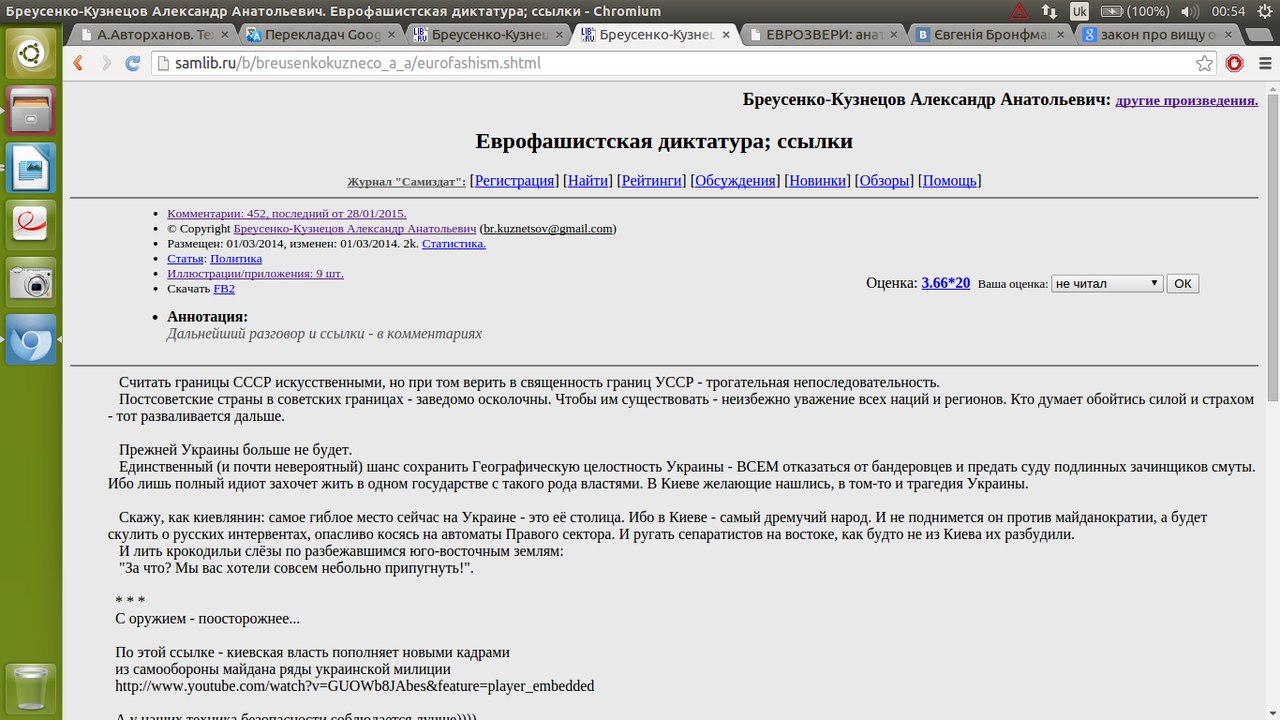 Бреусенко-Кузнецов Александр Анатольевич. Еврофашистская диктатура; ссылки - Chromium
Uk (100%) 00:54
А.Авторханов. Те
Перекладач Goog
Бреусенко-Кузнец
Бреусенко-Кузнец
ЕВРОЗВЕРИ: анат
Євгенія Бронфма
закон про вищу о
samlib.ru/b/breusenkokuzneco_a_a/eurofashism.shtml
Бреусенко-Кузнецов Александр Анатольевич: другие произведения.
Еврофашистская диктатура; ссылки
Журнал "Самиздат": [Регистрация] [Найти] [Рейтинги] [Обсуждения] [Новинки] [Обзоры] [Помощь]
Комментарии: 452, последний от 28/01/2015.
© Copyright Бреусенко-Кузнецов Александр Анатольевич (br.kuznetsov@gmail.com)
Размещен: 01/03/2014, изменен: 01/03/2014. 2k. Статистика.
Статья: Политика
Иллюстрации/приложения: 9 шт.
Скачать FB2
Оценка: 3.66*20 Ваша оценка: не читал ОК
Аннотация:
Дальнейший разговор и ссылки - в комментариях
Считать границы СССР искусственными, но при том верить в священность границ УССР - трогательная непоследовательность.
Постсоветские страны в советских границах - заведомо осколочны. Чтобы им существовать - неизбежно уважение всех наций и регионов. Кто думает обойтись силой и страхом
- тот разваливается дальше.
Прежней Украины больше не будет.
Единственный (и почти невероятный) шанс сохранить Географическую целостность Украины - ВСЕМ отказаться от бандеровцев и предать суду подлинных зачинщиков смуты.
Ибо лишь полный идиот захочет жить в одном государстве с такого рода властями. В Киеве желающие нашлись, в том-то и трагедия Украины.
Скажу, как киевлянин: самое гиблое место сейчас на Украине - это её столица. Ибо в Киеве - самый дремучий народ. И не поднимется он против майданократии, а будет
скулить о русских интервентах, опасливо косясь на автоматы Правого сектора. И ругать сепаратистов на востоке, как будто не из Киева их разбудили.
И лить крокодильи слёзы по разбежавшимся юго-восточным землям:
"За что? Мы вас хотели совсем небольно припугнуть!".
* * *
С оружием - поосторожнее...
По этой ссылке - киевская власть пополняет новыми кадрами
из самообороны майдана ряды украинской милиции
http://www.youtube.com/watch?v=GUOWb8JAbes&feature=player_embedded
А у наших техника безопасности соблюдается лучше))))